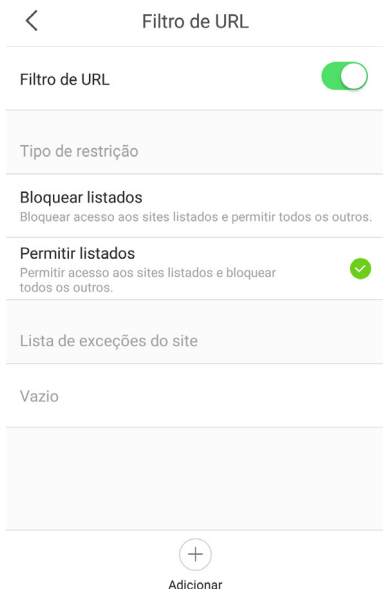 Filtro de URL
Filtro de URL
Tipo de restrição
Bloquear listados
Bloquear acesso aos sites listados e permitir todos os outros.
Permitir listados
Permitir acesso aos sites listados e bloquear
todos os outros.
Lista de exceções do site
Vazio
Adicionar